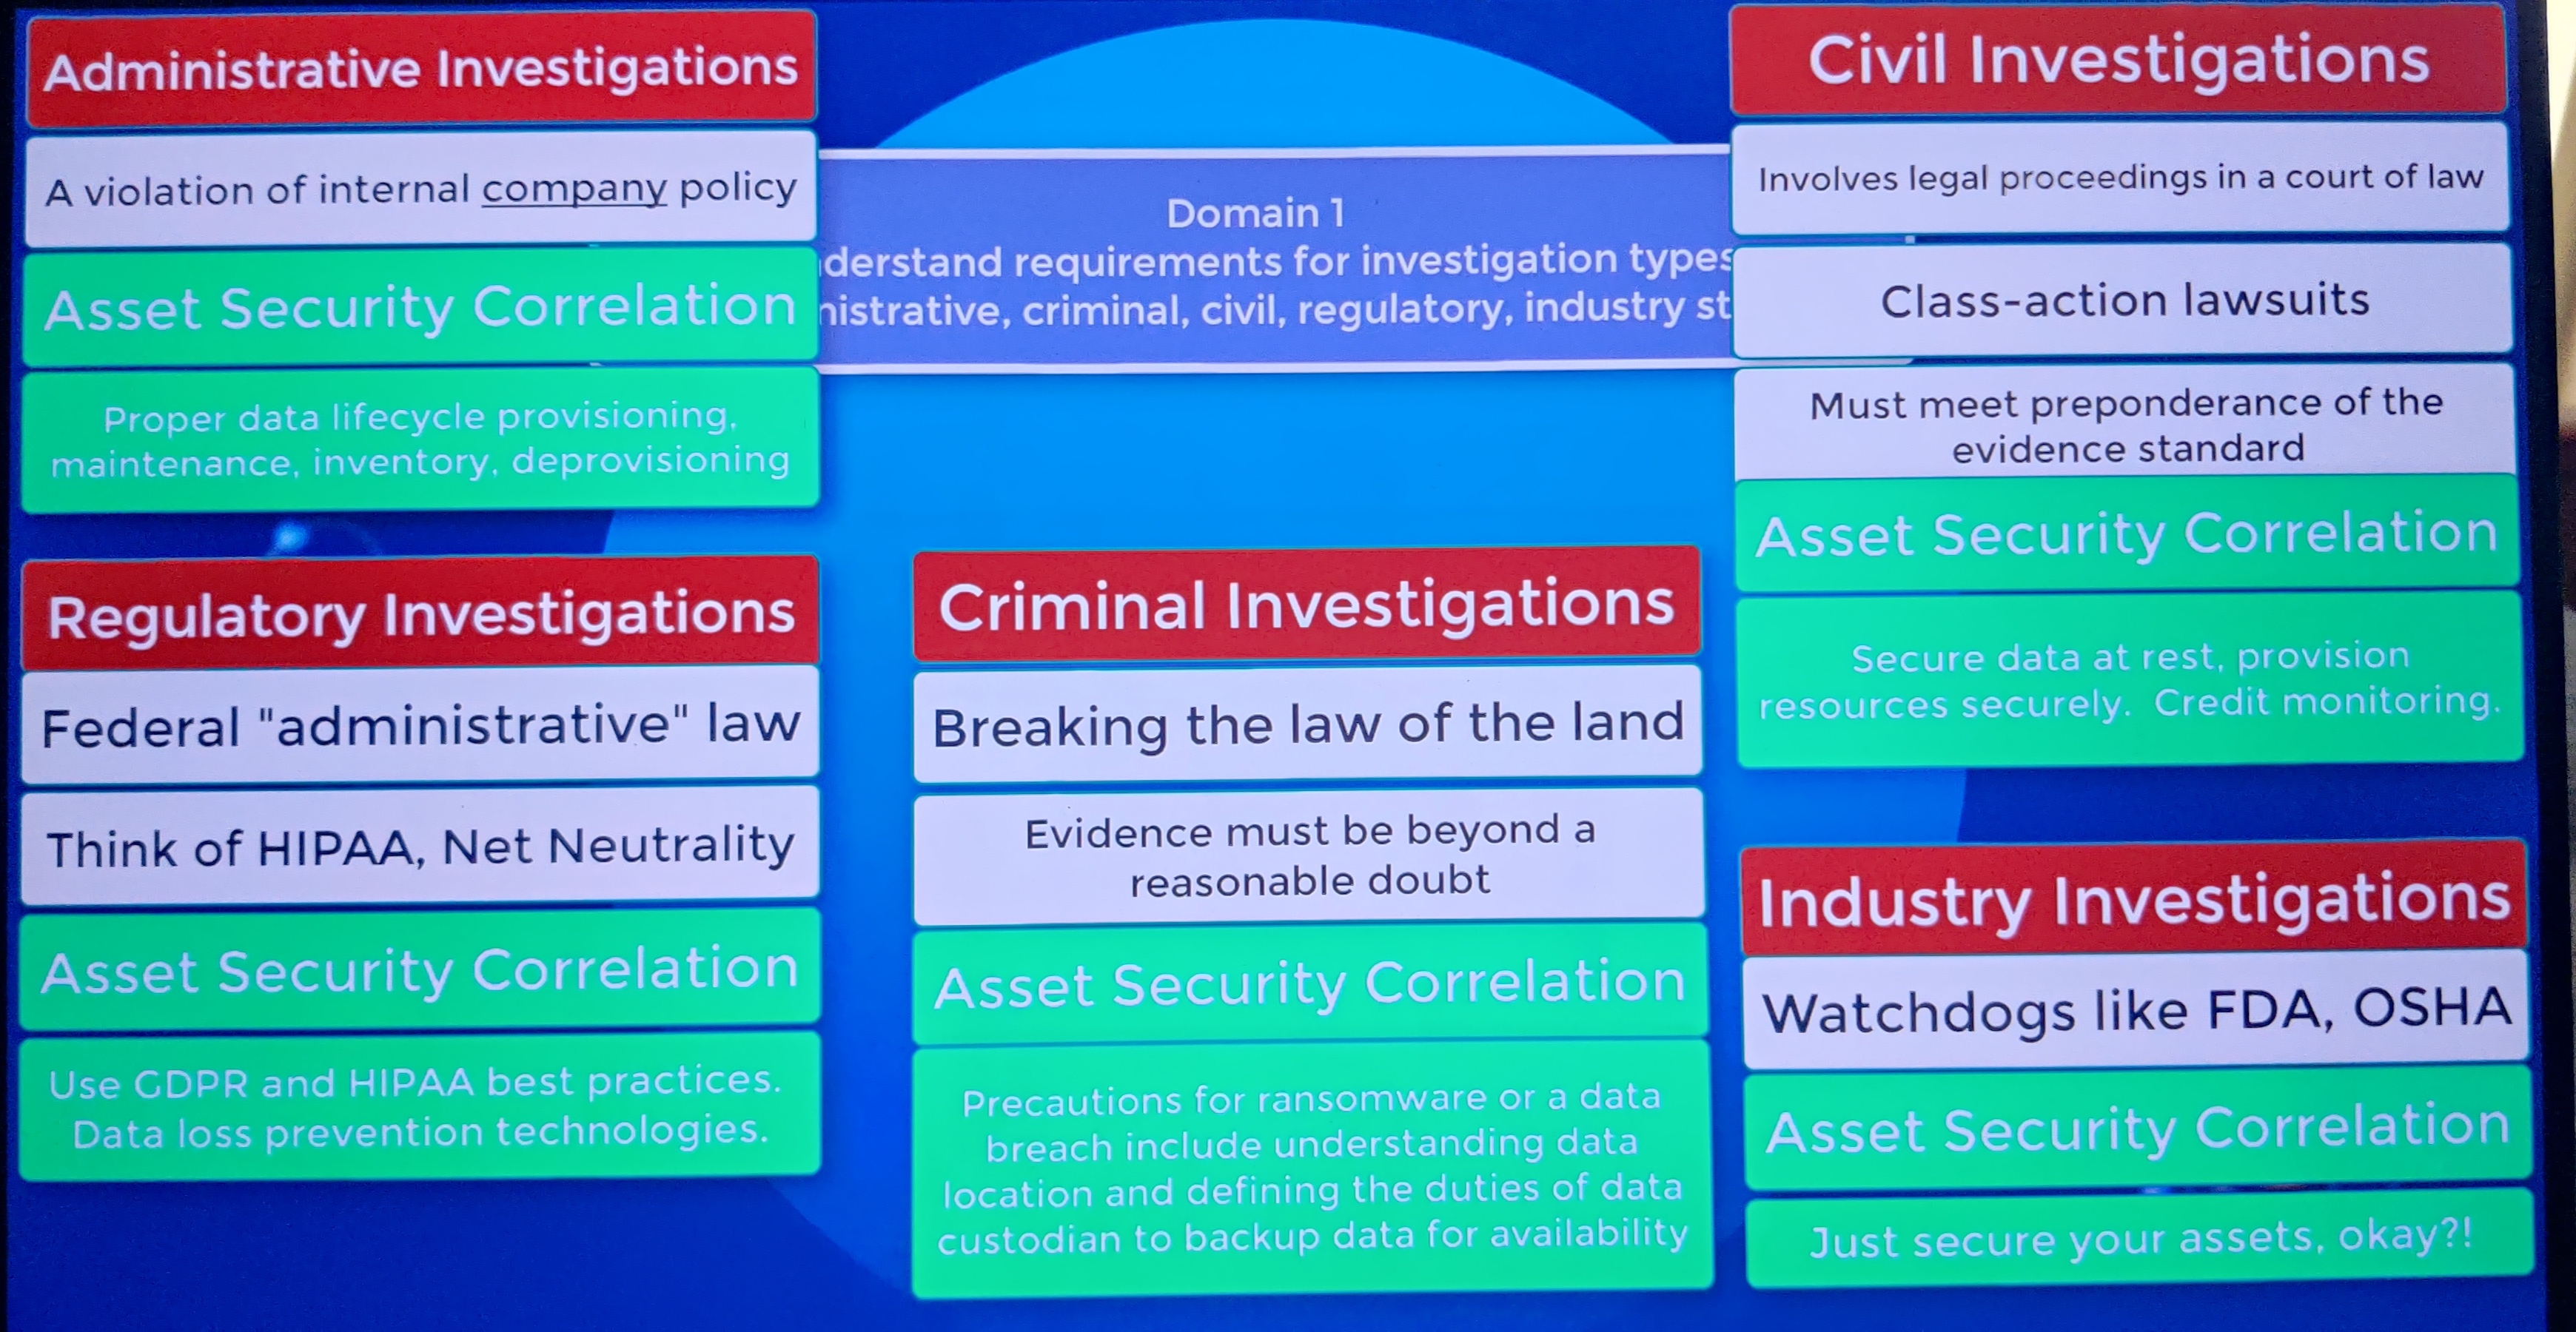 Administrative Investigations
A violation of internal company policy
Asset Security Correlation
Proper data lifecycle provisioning,
maintenance, inventory, deprovisioning
Domain 1
derstand requirements for investigation types
nistrative, criminal, civil, regulatory, industry st
Civil Investigations
Involves legal proceedings in a court of law
Class-action lawsuits
Must meet preponderance of the
evidence standard
Asset Security Correlation
Secure data at rest, provision
resources securely. Credit monitoring.
Regulatory Investigations
Federal "administrative" law
Think of HIPAA, Net Neutrality
Asset Security Correlation
Use GDPR and HIPAA best practices.
Data loss prevention technologies.
Criminal Investigations
Breaking the law of the land
Evidence must be beyond a
reasonable doubt
Asset Security Correlation
Precautions for ransomware or a data
breach include understanding data
location and defining the duties of data
custodian to backup data for availability
Industry Investigations
Watchdogs like FDA, OSHA
Asset Security Correlation
Just secure your assets, okay?!